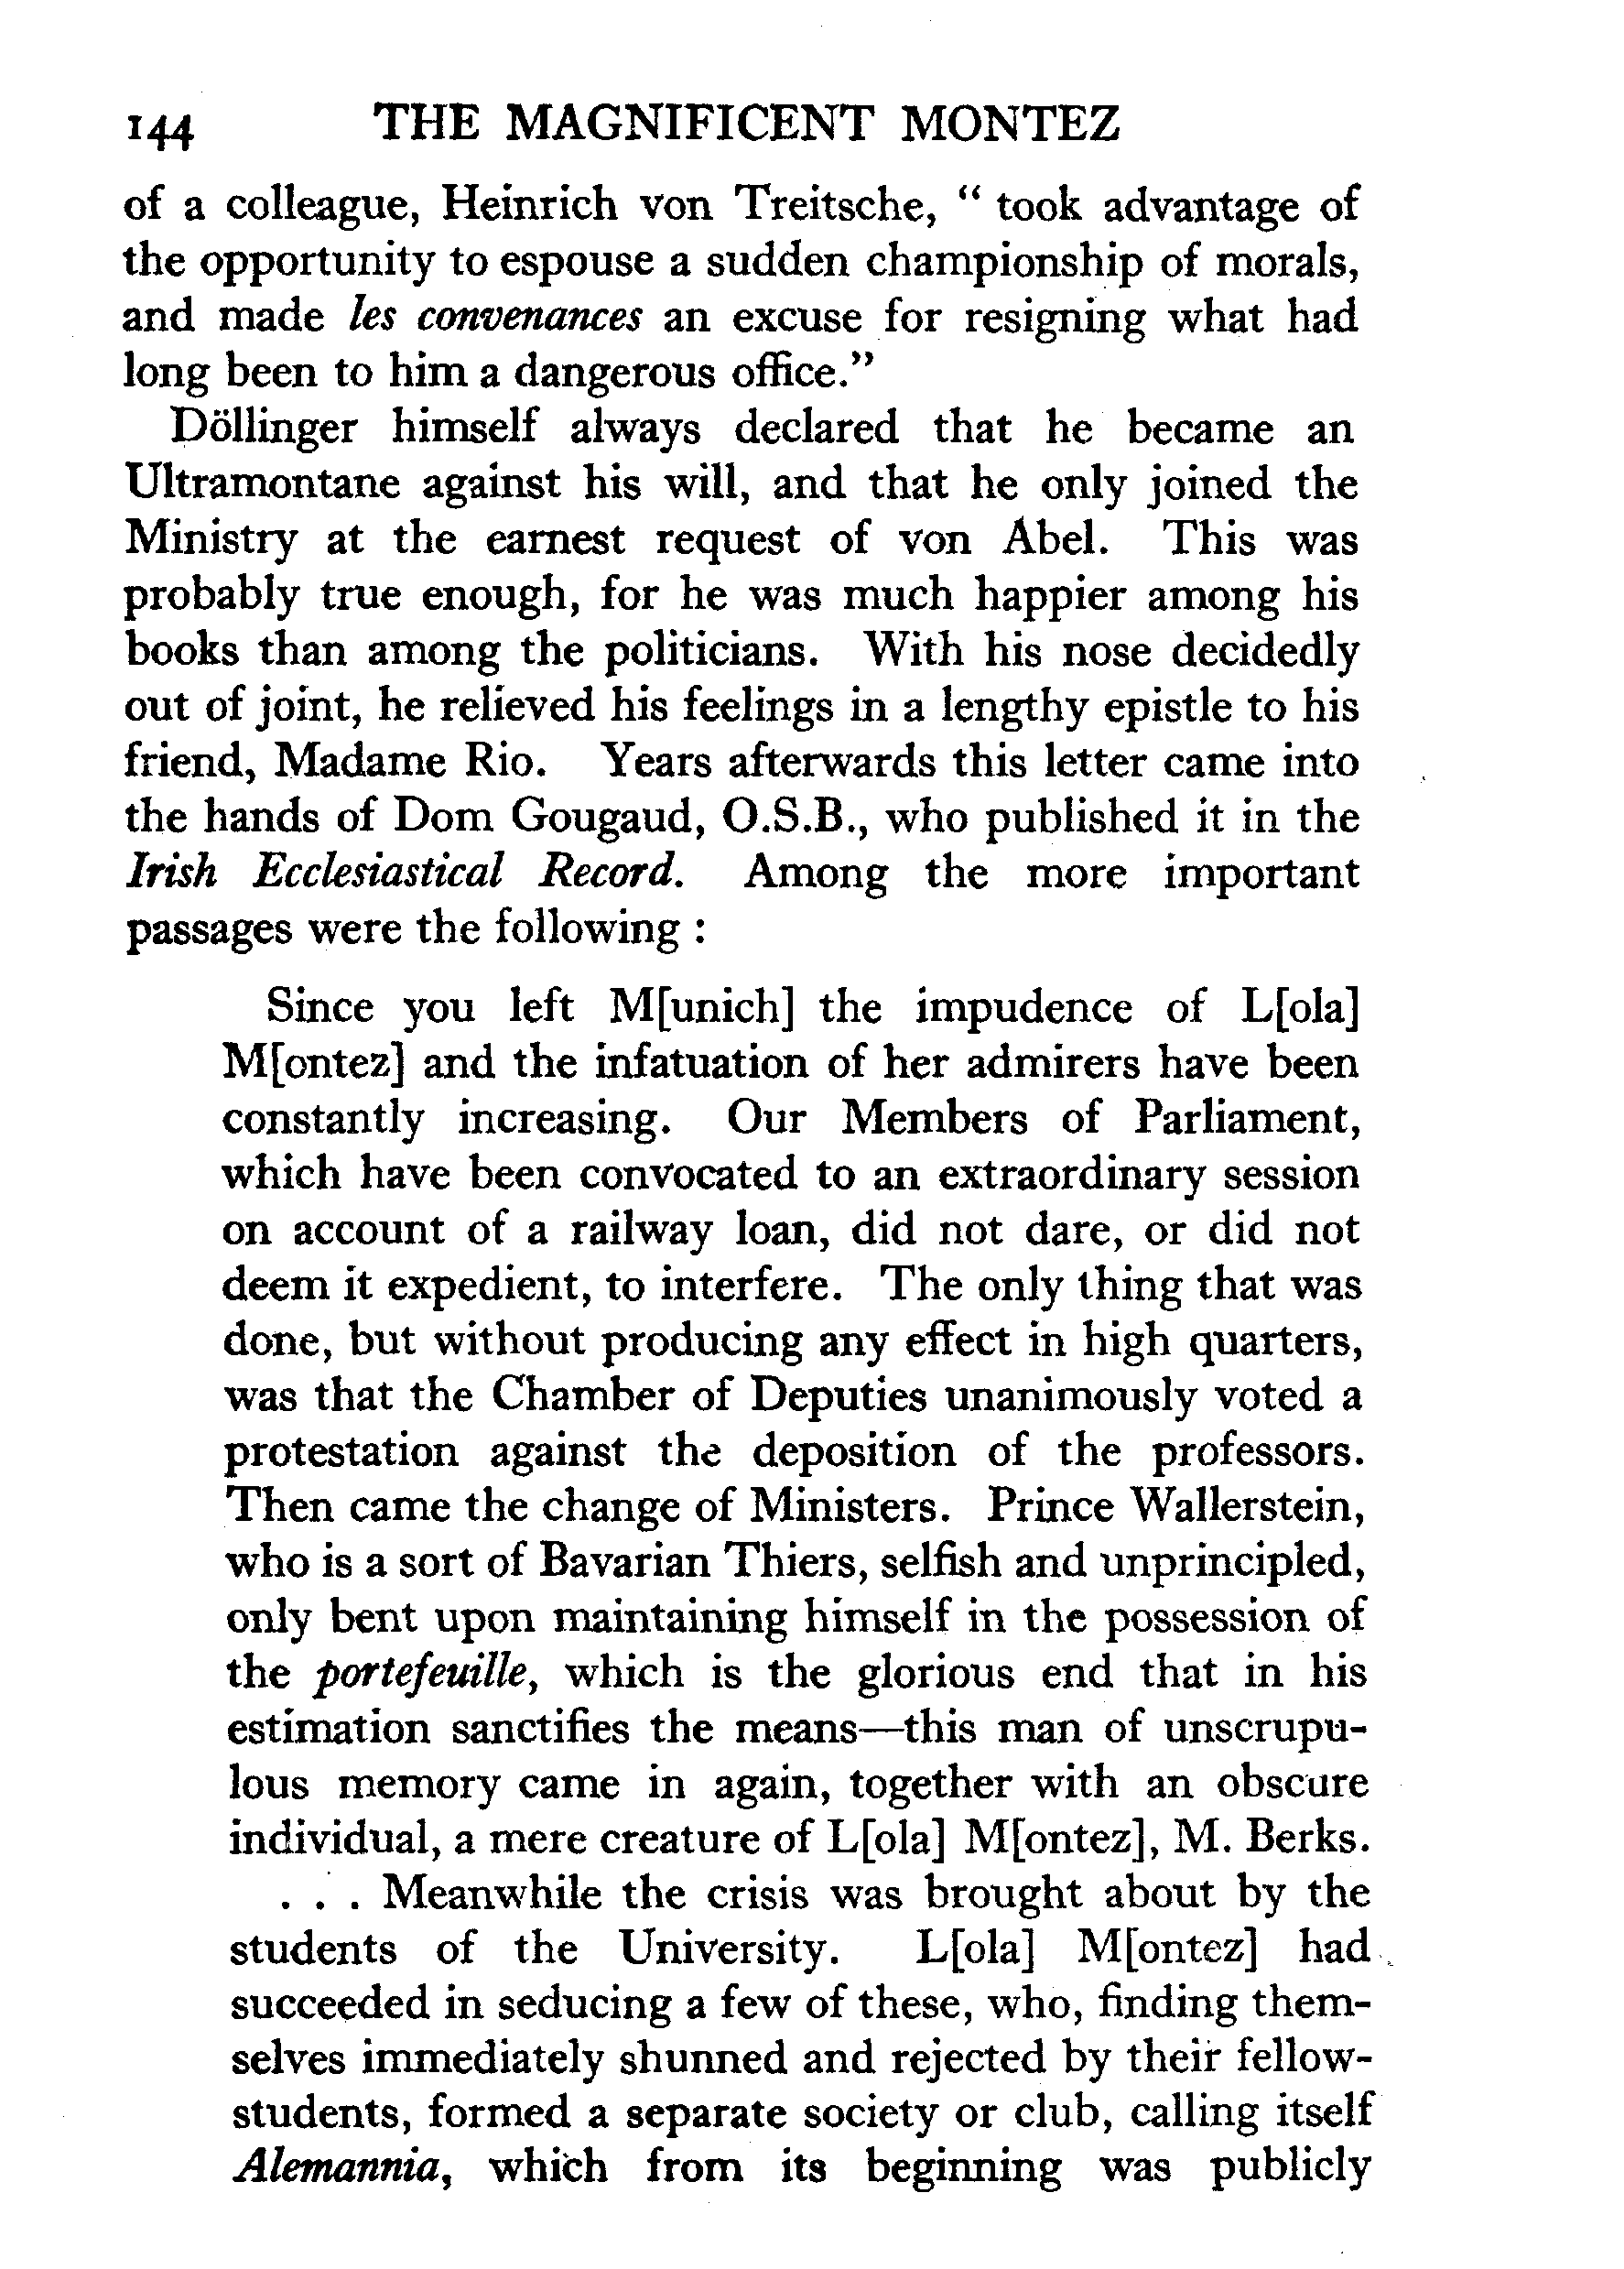 144 THE MAGNIFICENT MONTEZ
of a colleague, Heinrich von Treitsche, “ took advantage of
the opportunity to espouse a sudden championship of morals,
and made les convenances an excuse for resigning what had
long been to him a dangerous office.”
Döllinger himself always declared that he became an
Ultramontane against his will, and that he only joined the
Ministry at the earnest request of von Abel. This was
probably true enough, for he was much happier among his
books than among the politicians. With his nose decidedly
out of joint, he relieved his feelings in a lengthy epistle to his
friend, Madame Rio. Years afterwards this letter came into
the hands of Dom Gougaud, O.S.B., who published it in the
Irish Ecclesiastical Record. Among the more important
passages were the following :
Since you left M[unich] the impudence of L[ola]
M[ontez] and the infatuation of her admirers have been
constantly increasing. Our Members of Parliament,
which have been convocated to an extraordinary session
on account of a railway loan, did not dare, or did not
deem it expedient, to interfere. The only thing that was
done, but without producing any effect in high quarters,
was that the Chamber of Deputies unanimously voted a
protestation against the deposition of the professors.
Then came the change of Ministers. Prince Wallerstein,
who is a sort of Bavarian Thiers, selfish and unprincipled,
only bent upon maintaining himself in the possession of
the portefeuille, which is the glorious end that in his
estimation sanctifies the means—this man of unscrupu-
lous memory came in again, together with an obscure
individual, a mere creature of L[ola] M[ontez], M. Berks.
. . . Meanwhile the crisis was brought about by the
students of the University. L[ola] M[ontez] had
succeeded in seducing a few of these, who, finding them-
selves immediately shunned and rejected by their fellow-
students, formed a separate society or club, calling itself
Alemannia, which from its beginning was publicly